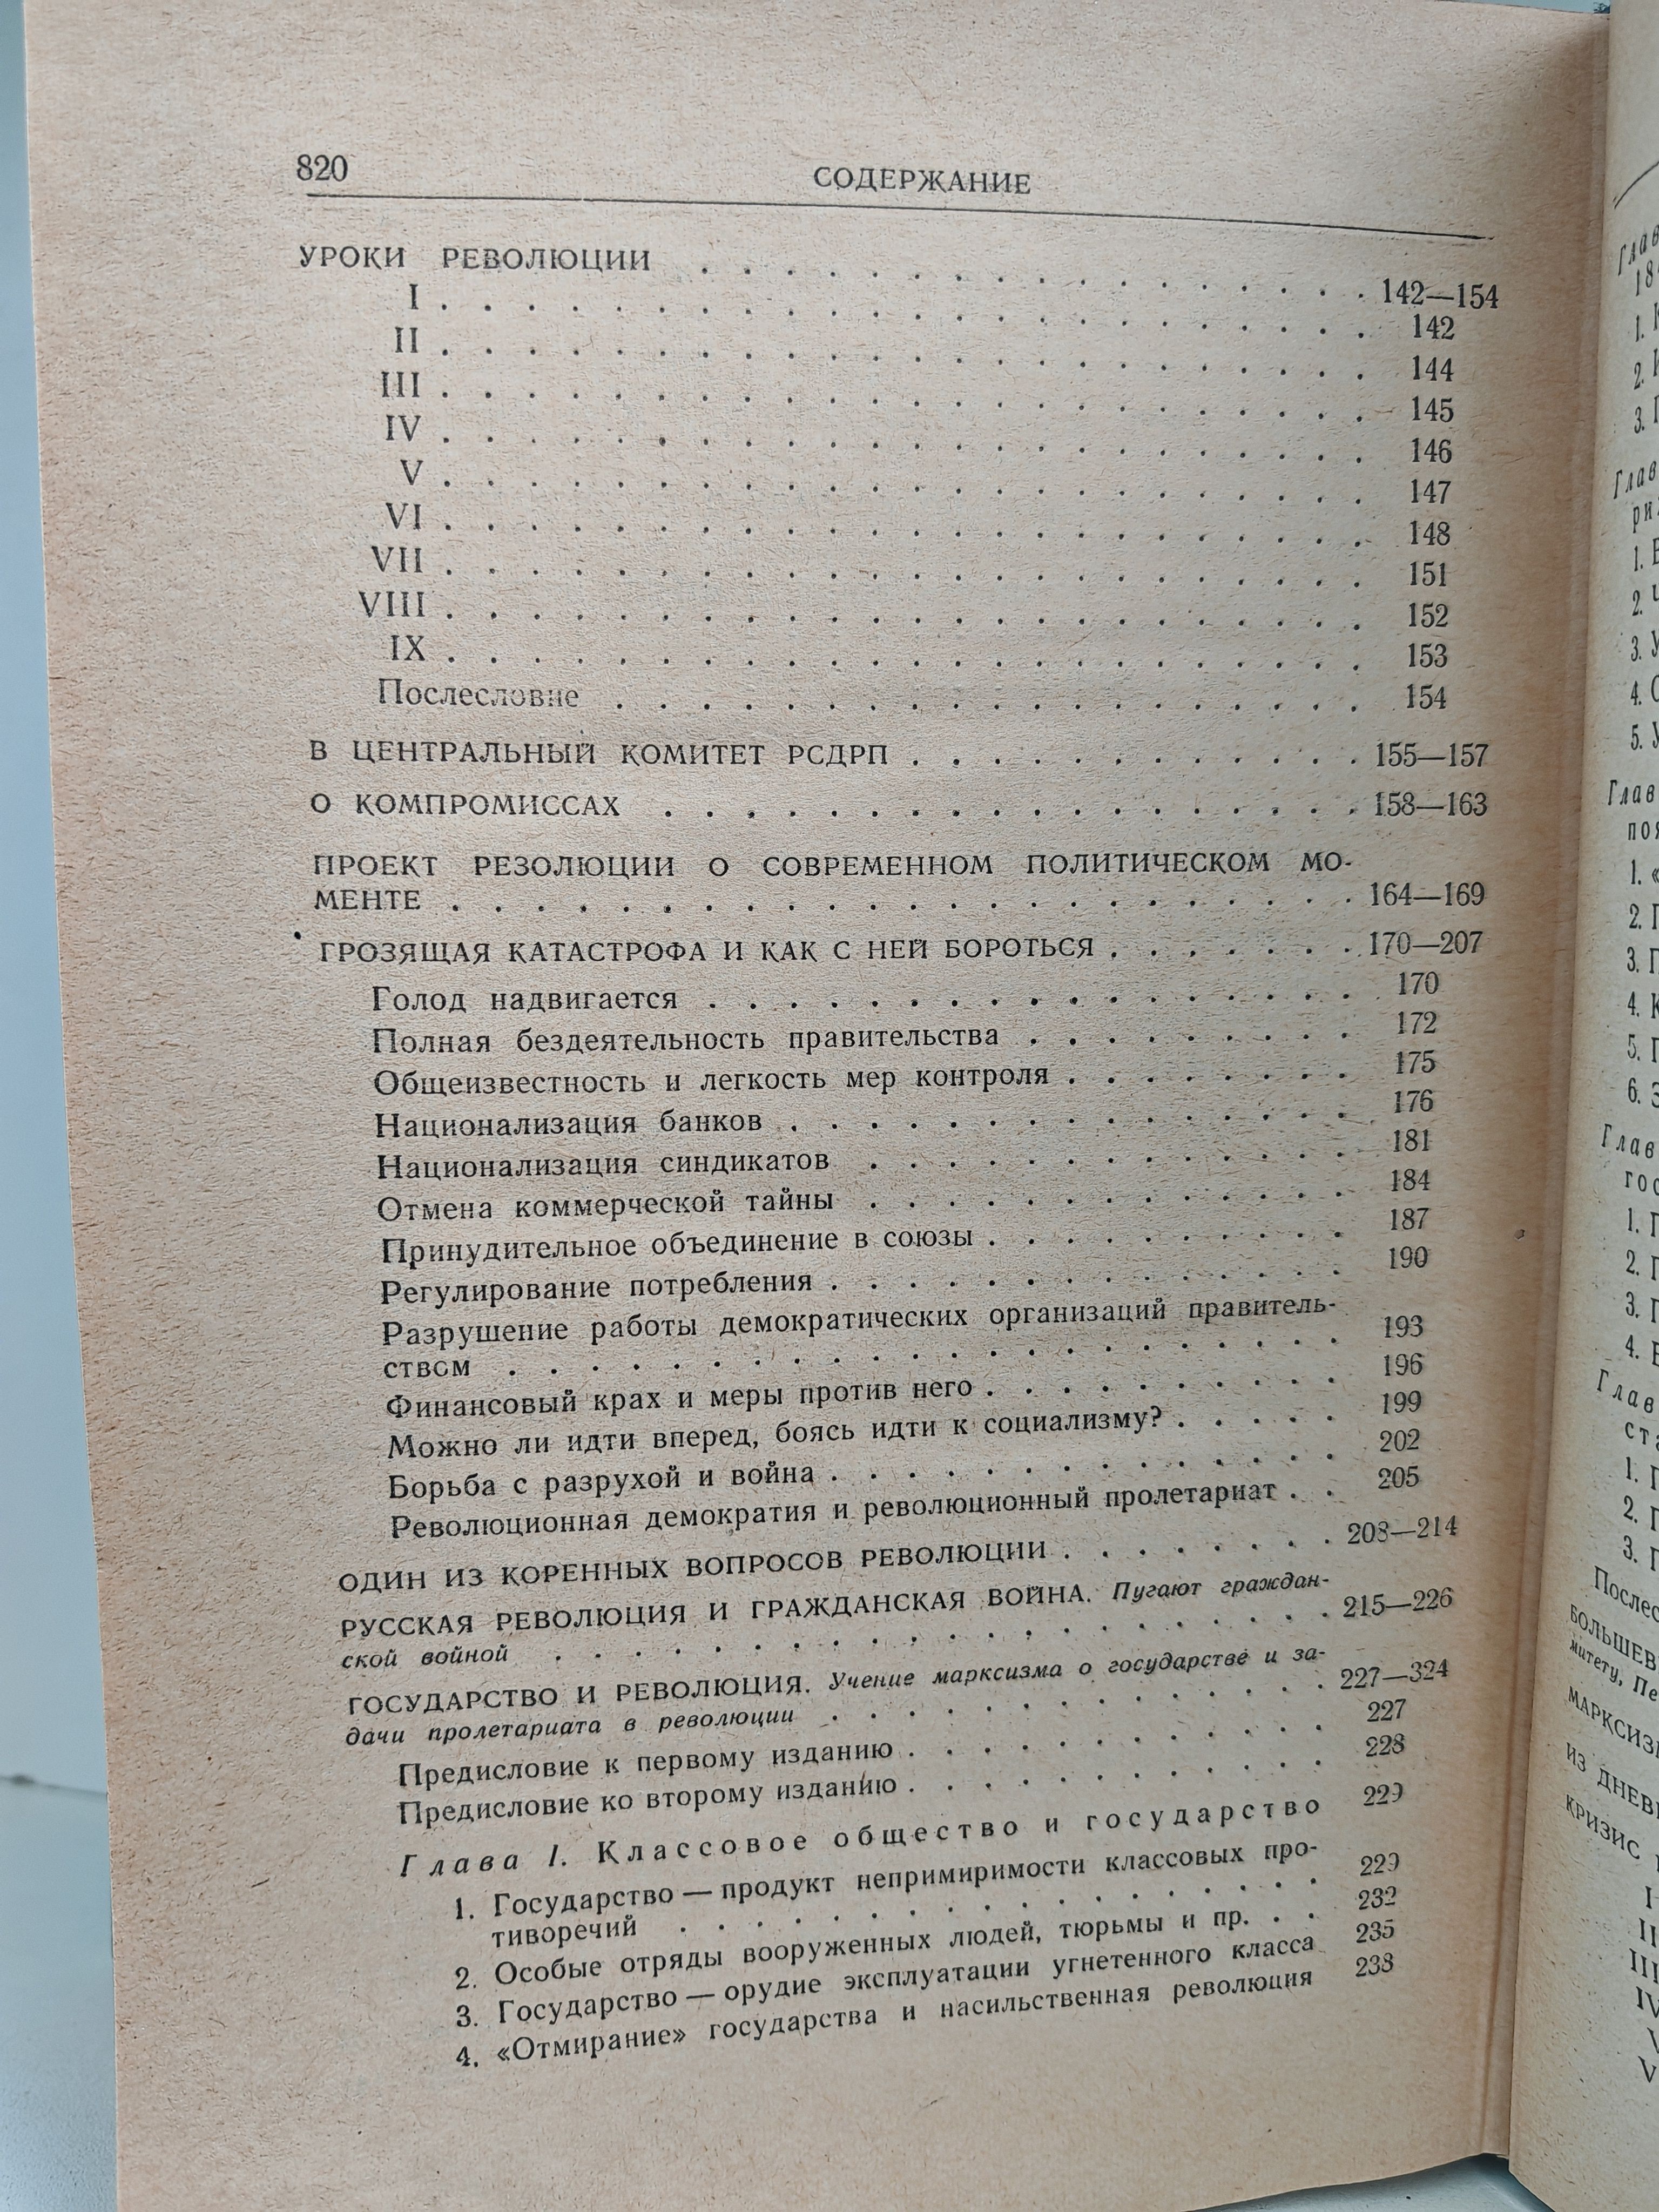 820 СОДЕРЖАНИЕ
УРОКИ РЕВОЛЮЦИИ . . . . . . . . . . . . . . . . 142—154
I . . . . . . . . . . . . . . . . . . . . . . 142
II . . . . . . . . . . . . . . . . . . . . . . 144
III . . . . . . . . . . . . . . . . . . . . . . 145
IV . . . . . . . . . . . . . . . . . . . . . . 146
V . . . . . . . . . . . . . . . . . . . . . . 147
VI . . . . . . . . . . . . . . . . . . . . . . 148
VII . . . . . . . . . . . . . . . . . . . . . . 151
VIII . . . . . . . . . . . . . . . . . . . . . . 152
IX . . . . . . . . . . . . . . . . . . . . . . 153
Послесловие . . . . . . . . . . . . . . . . . . 154
В ЦЕНТРАЛЬНЫЙ КОМИТЕТ РСДРП . . . . . . . . . . . 155—157
О КОМПРОМИССАХ . . . . . . . . . . . . . . . . . 158—163
ПРОЕКТ РЕЗОЛЮЦИИ О СОВРЕМЕННОМ ПОЛИТИЧЕСКОМ МО-
МЕНТЕ . . . . . . . . . . . . . . . . . . . . 164—169
ГРОЗЯЩАЯ КАТАСТРОФА И КАК С НЕЙ БОРОТЬСЯ . . . . . . . 170—207
Голод надвигается . . . . . . . . . . . . . . . . 170
Полная бездеятельность правительства . . . . . . . . 172
Общеизвестность и легкость мер контроля . . . . . . . 175
Национализация банков . . . . . . . . . . . . . . 176
Национализация синдикатов . . . . . . . . . . . . 181
Отмена коммерческой тайны . . . . . . . . . . . . 184
Принудительное объединение в союзы . . . . . . . . . 187
Регулирование потребления . . . . . . . . . . . . . 190
Разрушение работы демократических организаций правитель-
ством . . . . . . . . . . . . . . . . . . . . 193
Финансовый крах и меры против него . . . . . . . . . 196
Можно ли идти вперед, боясь идти к социализму? . . . . . 199
Борьба с разрухой и война . . . . . . . . . . . . . 202
Революционная демократия и революционный пролетариат . . 205
ОДИН ИЗ КОРЕННЫХ ВОПРОСОВ РЕВОЛЮЦИИ . . . . . . . 208—214
РУССКАЯ РЕВОЛЮЦИЯ И ГРАЖДАНСКАЯ ВОЙНА. Пугают граждан-
ской войной . . . . . . . . . . . . . . . . . . 215—226
ГОСУДАРСТВО И РЕВОЛЮЦИЯ. Учение марксизма о государстве и за-
дачи пролетариата в революции . . . . . . . . . . . . 227—324
Предисловие к первому изданию . . . . . . . . . . . 227
Предисловие ко второму изданию . . . . . . . . . . . 228
Глава I. Классовое общество и государство 229
1. Государство — продукт непримиримости классовых про-
тиворечий . . . . . . . . . . . . . . . . 229
2. Особые отряды вооруженных людей, тюрьмы и пр. . . 232
3. Государство — орудие эксплуатации угнетенного класса 235
4. «Отмирание» государства и насильственная революция 238